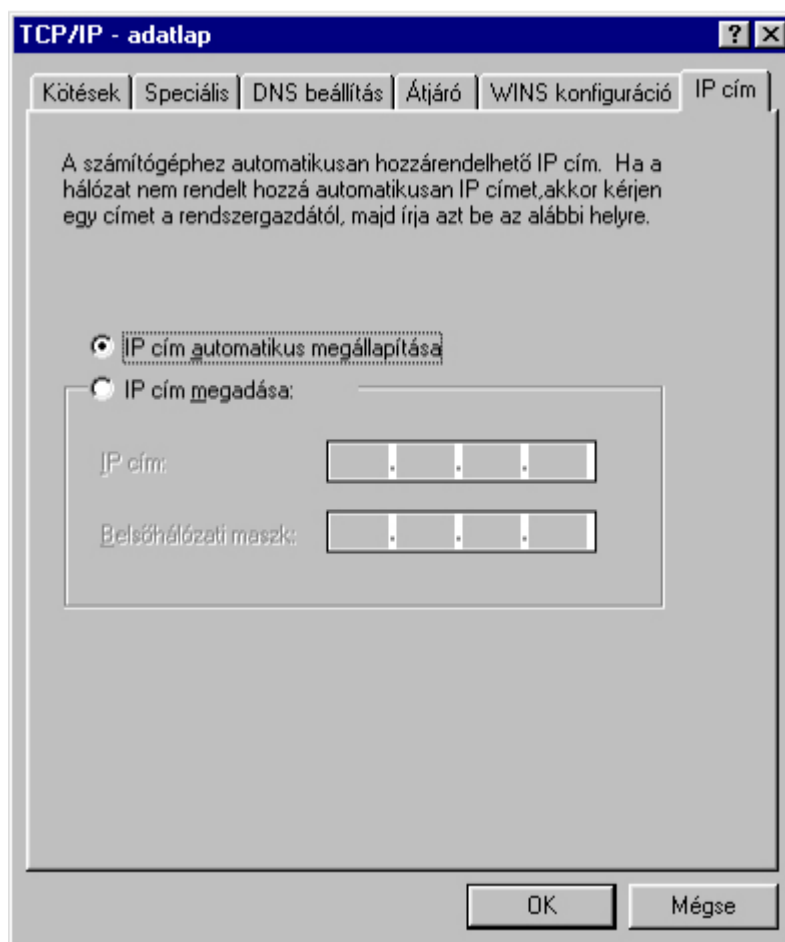 TCP/IP - adatlap
Kötések Speciális DNS beállítás Átjáró WINS konfiguráció IP cím
A számítógéphez automatikusan hozzárendelhető IP cím. Ha a
hálózat nem rendelt hozzá automatikusan IP címet,akkor kérjen
egy címet a rendszergazdától, majd írja azt be az alábbi helyre.
IP cím automatikus megállapítása
IP cím megadása:
IP cím:
Belsőhálózati maszk:
OK Mégse